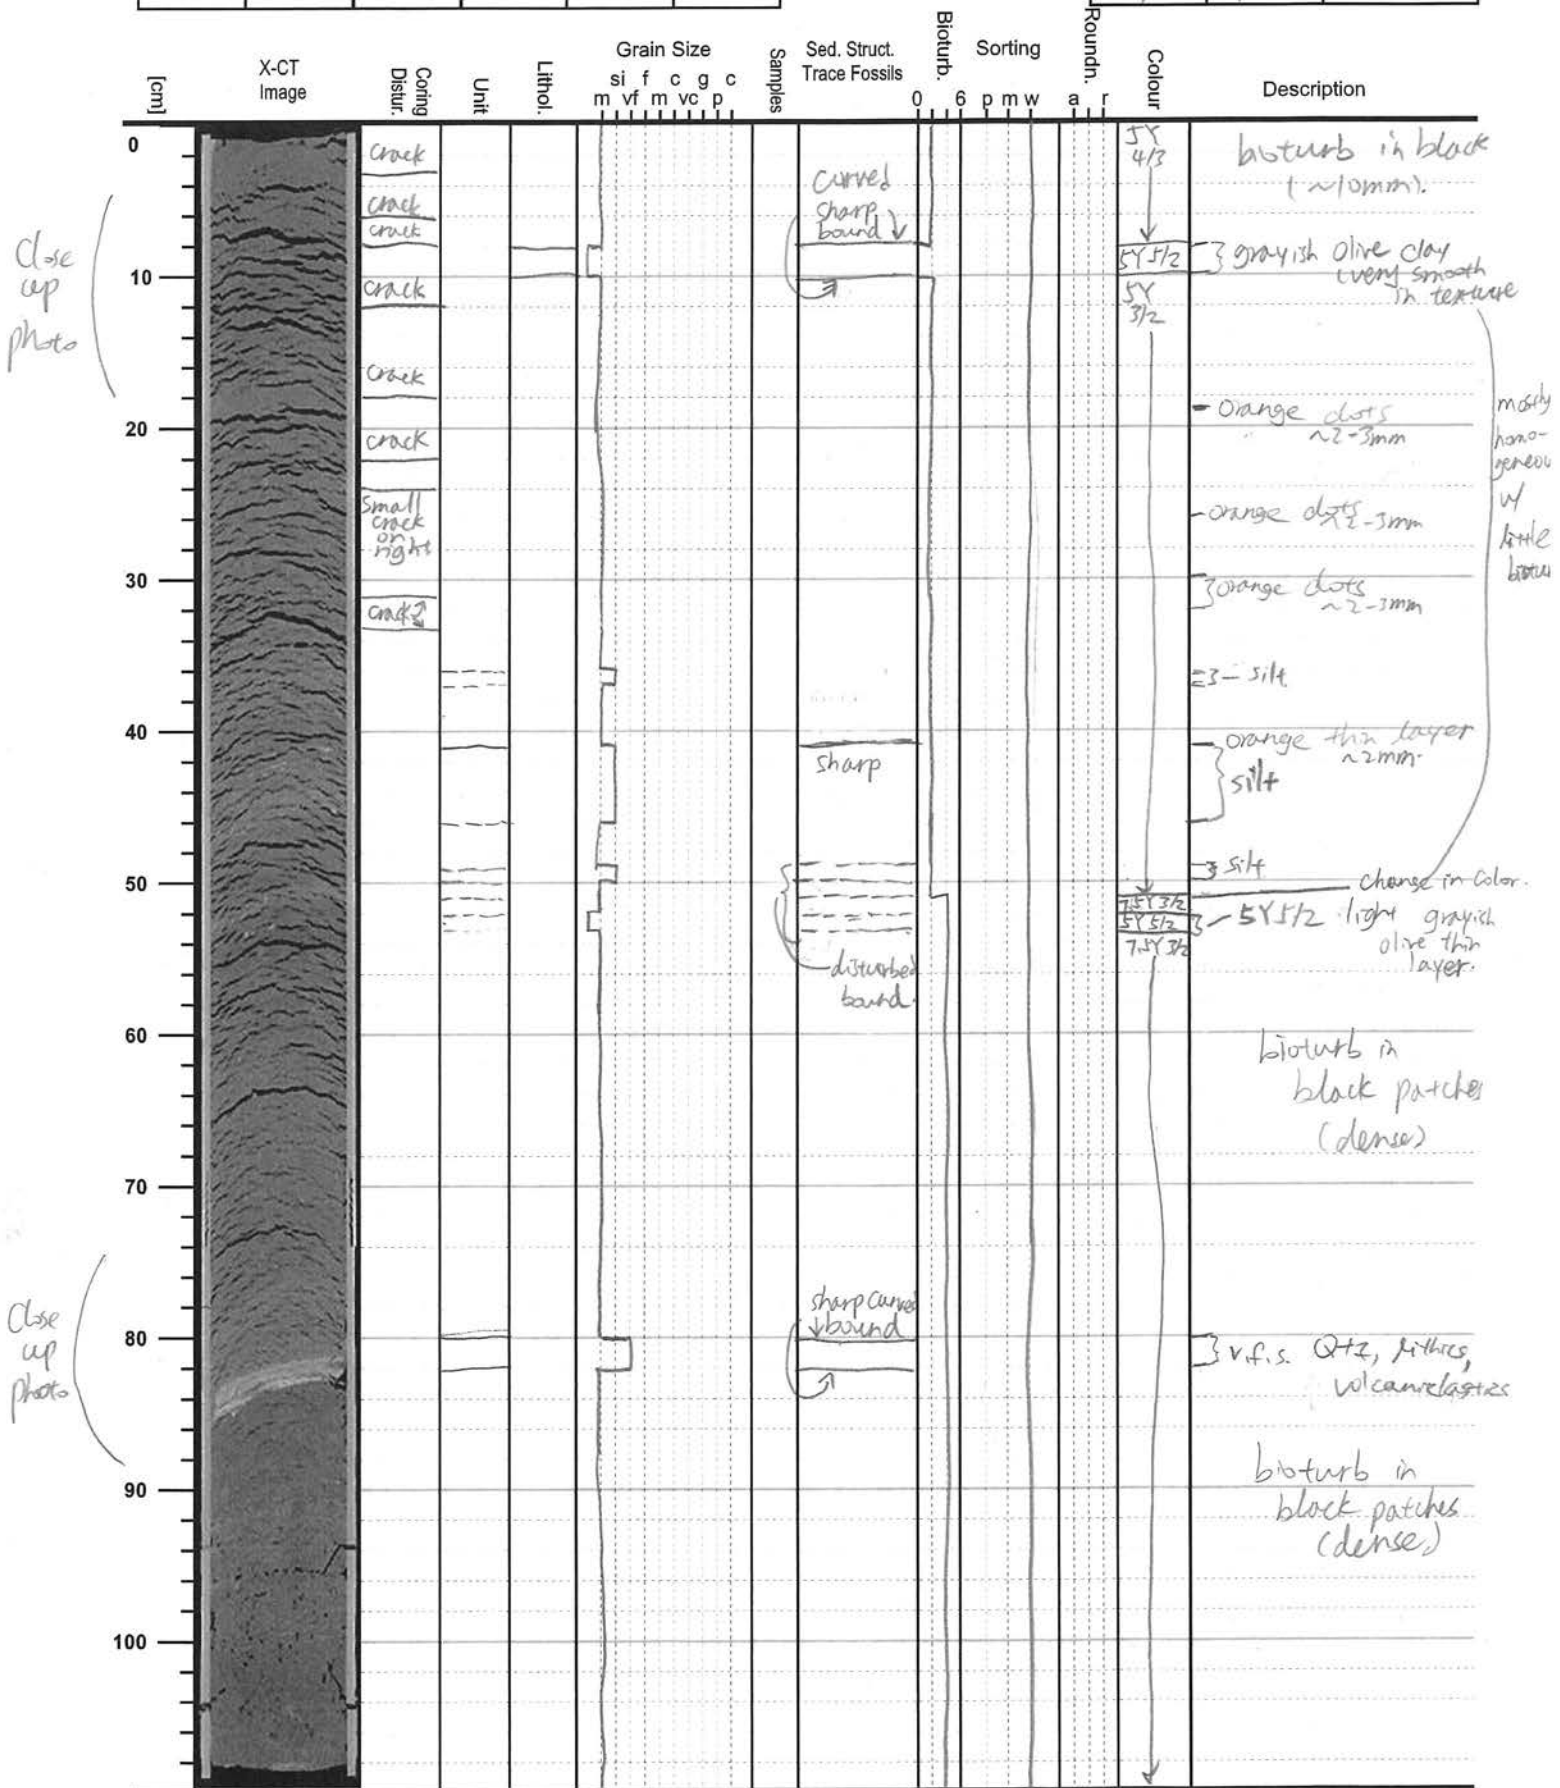 [cm]
X-CT
Image
Coring
Distur.
Unit
Lithol.
Grain Size
si f c g c
m vf m vc p
Samples
Sed. Struct.
Trace Fossils
Bioturb.
0 6
Sorting
p m w
Roundn.
a r
Colour
Description
0
10
20
30
40
50
60
70
80
90
100
Close
up
photo
Close
up
photo
crack
crack
crack
crack
crack
crack
small
crack
on
right
crack
curved
sharp
bound
sharp
disturbed
bound.
sharp curved
bound
5Y
4/3
5Y 5/2
5Y
3/2
7.5Y 3/2
5Y 5/2
7.5Y 3/2
bioturb in black
(~10mm).
grayish olive clay
(very smooth
in texture
mostly
homo-
geneou
w/
little
biotu
orange dots
~2-3mm
orange dots
~2-3mm
orange dots
~2-3mm
silt
orange thin layer
~2mm.
silt
silt
change in color.
5Y 5/2 light grayish
olive thin
layer.
bioturb in
black patches
(dense)
v.f.s. Qtz, lithics,
volcaniclastics
bioturb in
black patches
(dense)